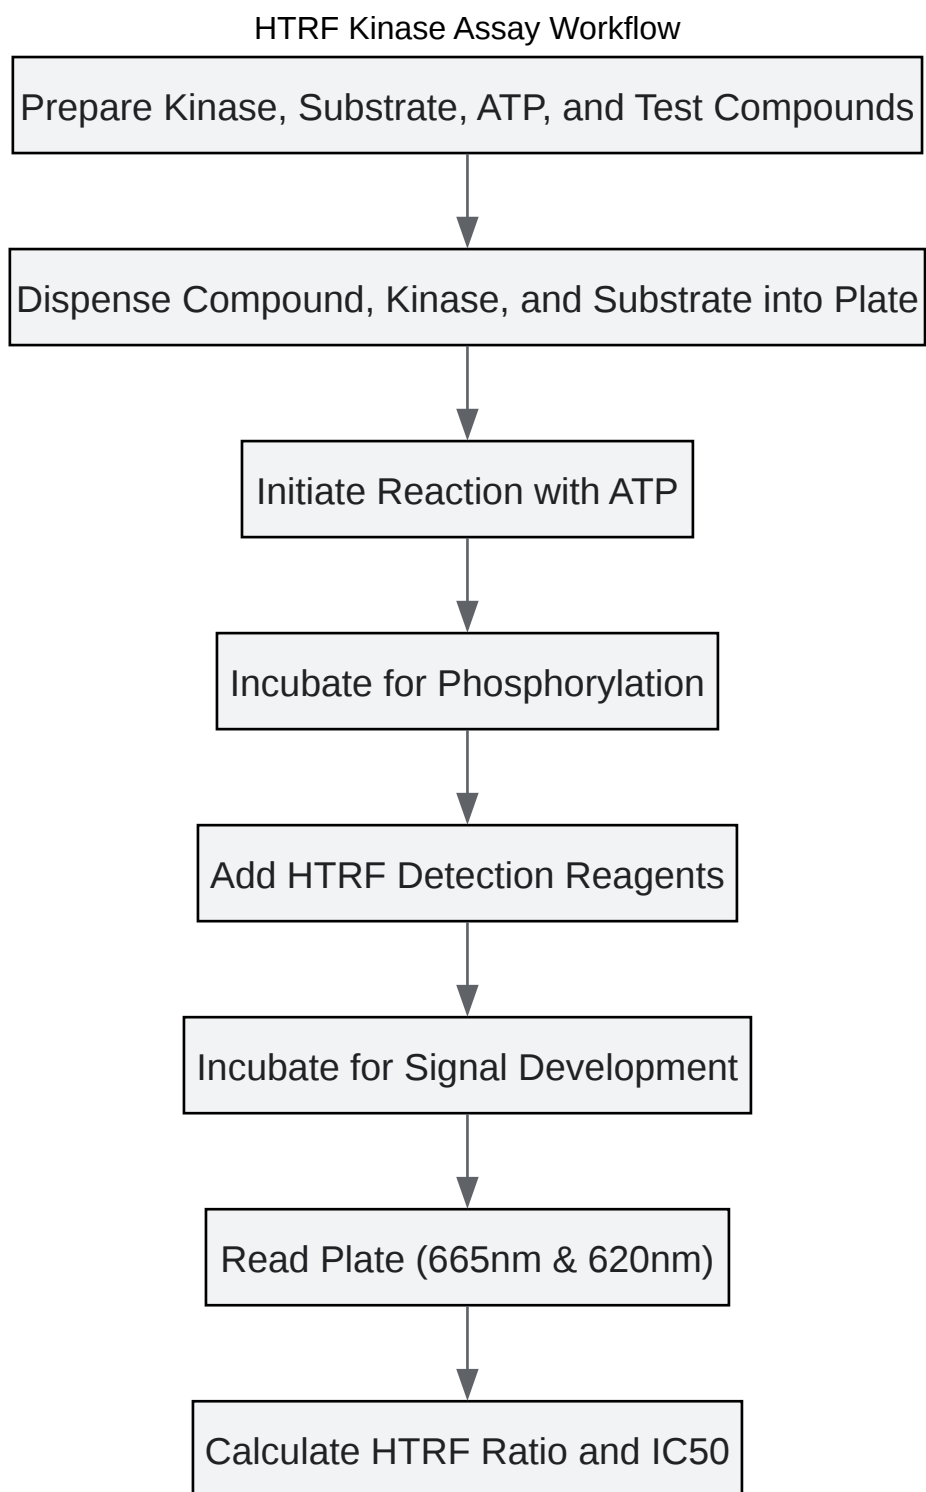 HTRF Kinase Assay Workflow
Prepare Kinase, Substrate, ATP, and Test Compounds
Dispense Compound, Kinase, and Substrate into Plate
Initiate Reaction with ATP
Incubate for Phosphorylation
Add HTRF Detection Reagents
Incubate for Signal Development
Read Plate (665nm & 620nm)
Calculate HTRF Ratio and IC50